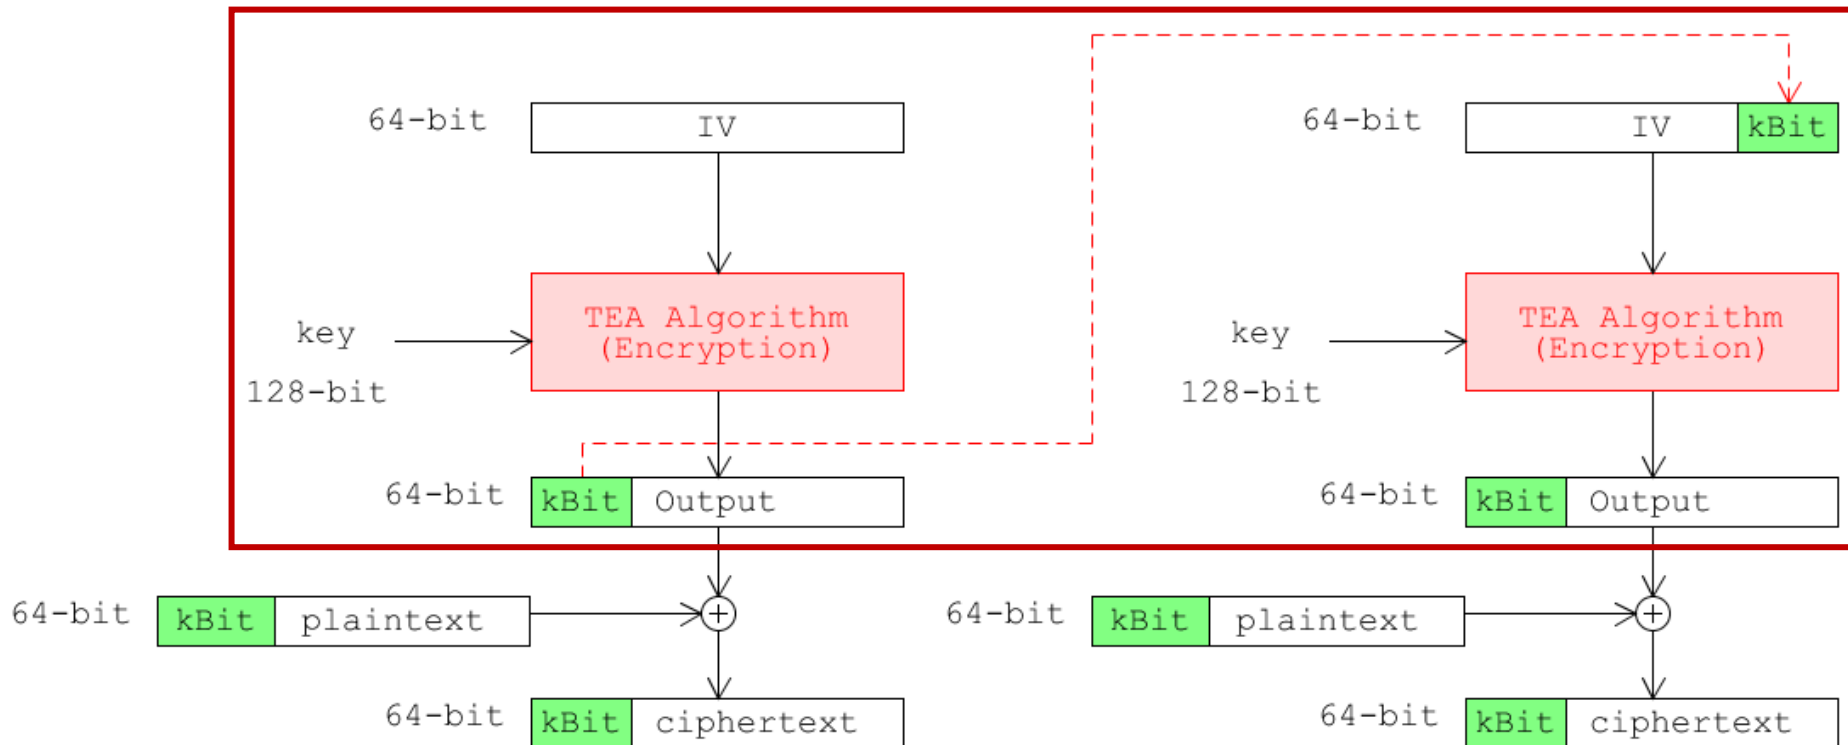 64-bit IV
64-bit IV kBit
TEA Algorithm
(Encryption)
key
128-bit
TEA Algorithm
(Encryption)
key
128-bit
64-bit kBit Output
64-bit kBit Output
64-bit kBit plaintext
64-bit kBit plaintext
64-bit kBit ciphertext
64-bit kBit ciphertext